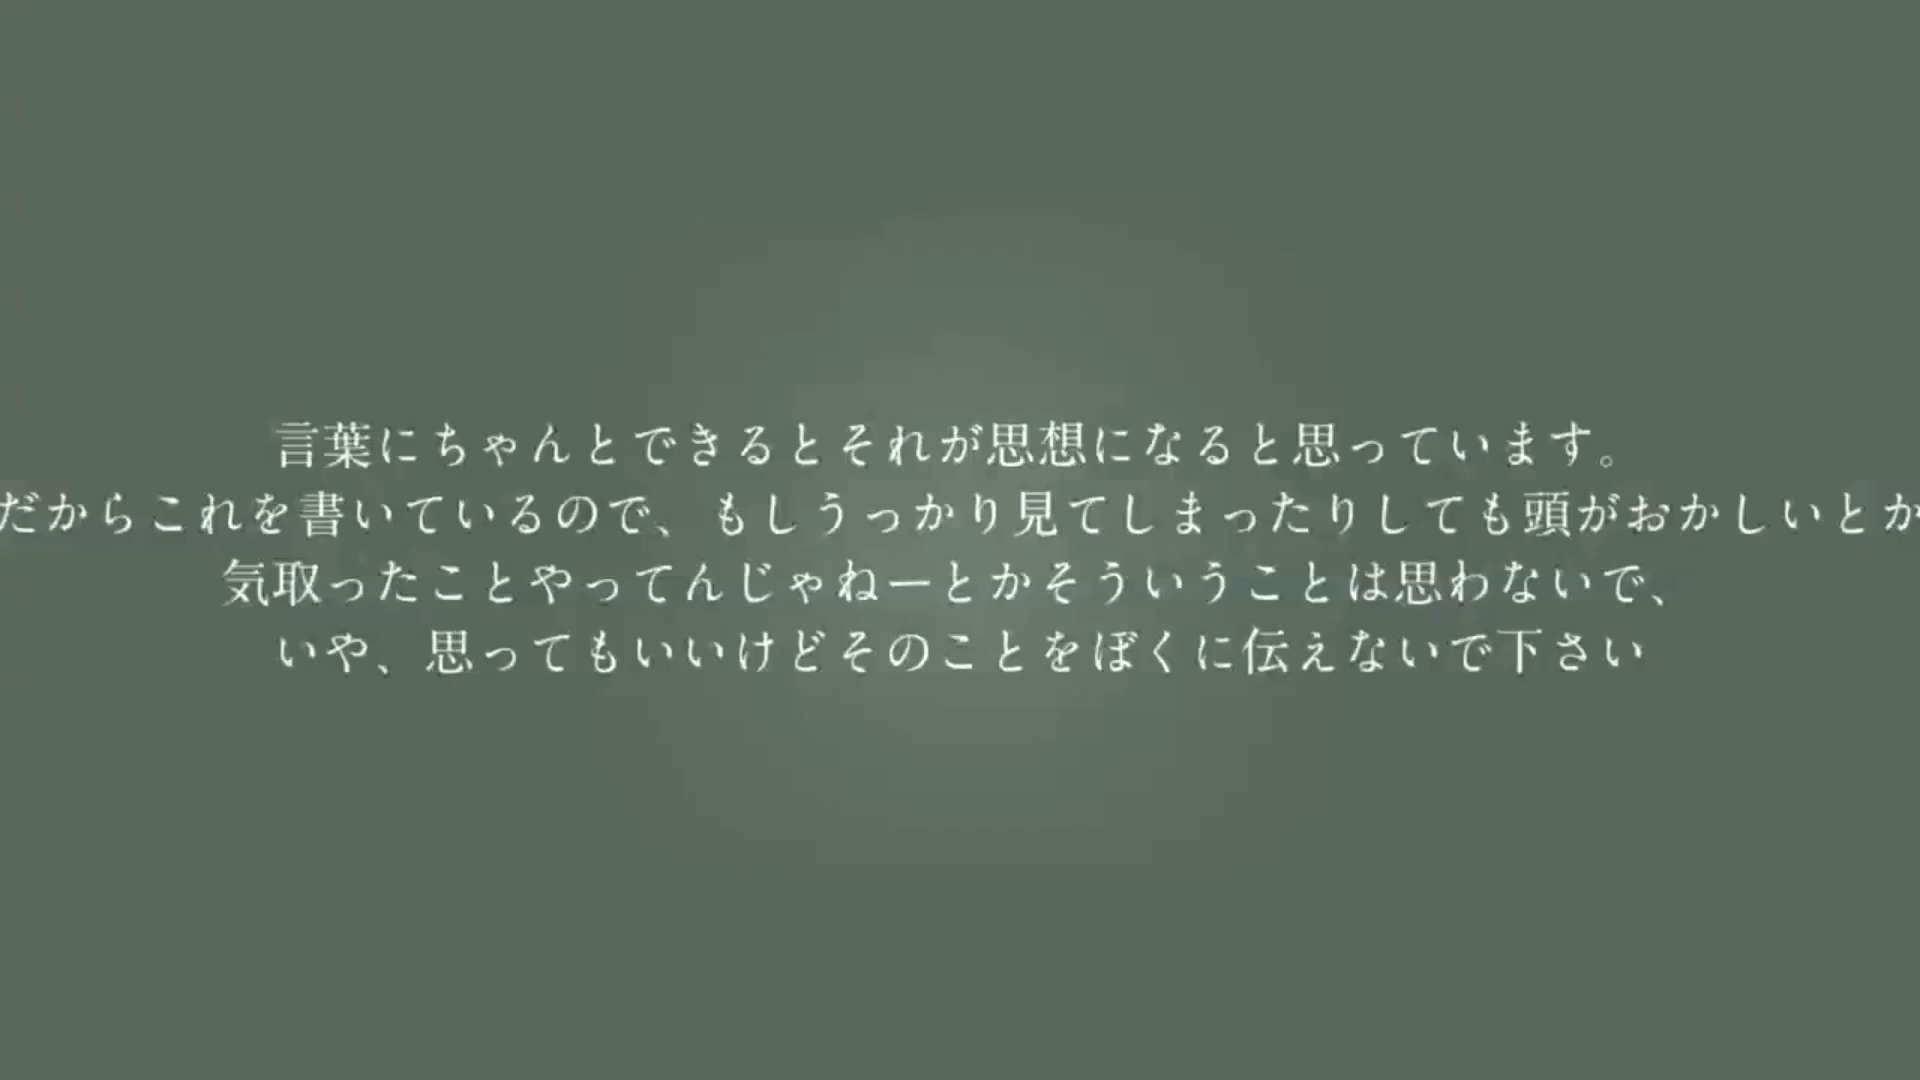 言葉にちゃんとできるとそれが思想になると思っています。
だからこれを書いているので、もしうっかり見てしまったりしても頭がおかしいとか
気取ったことやってんじゃねーとかそういうことは思わないで、
いや、思ってもいいけどそのことをぼくに伝えないで下さい